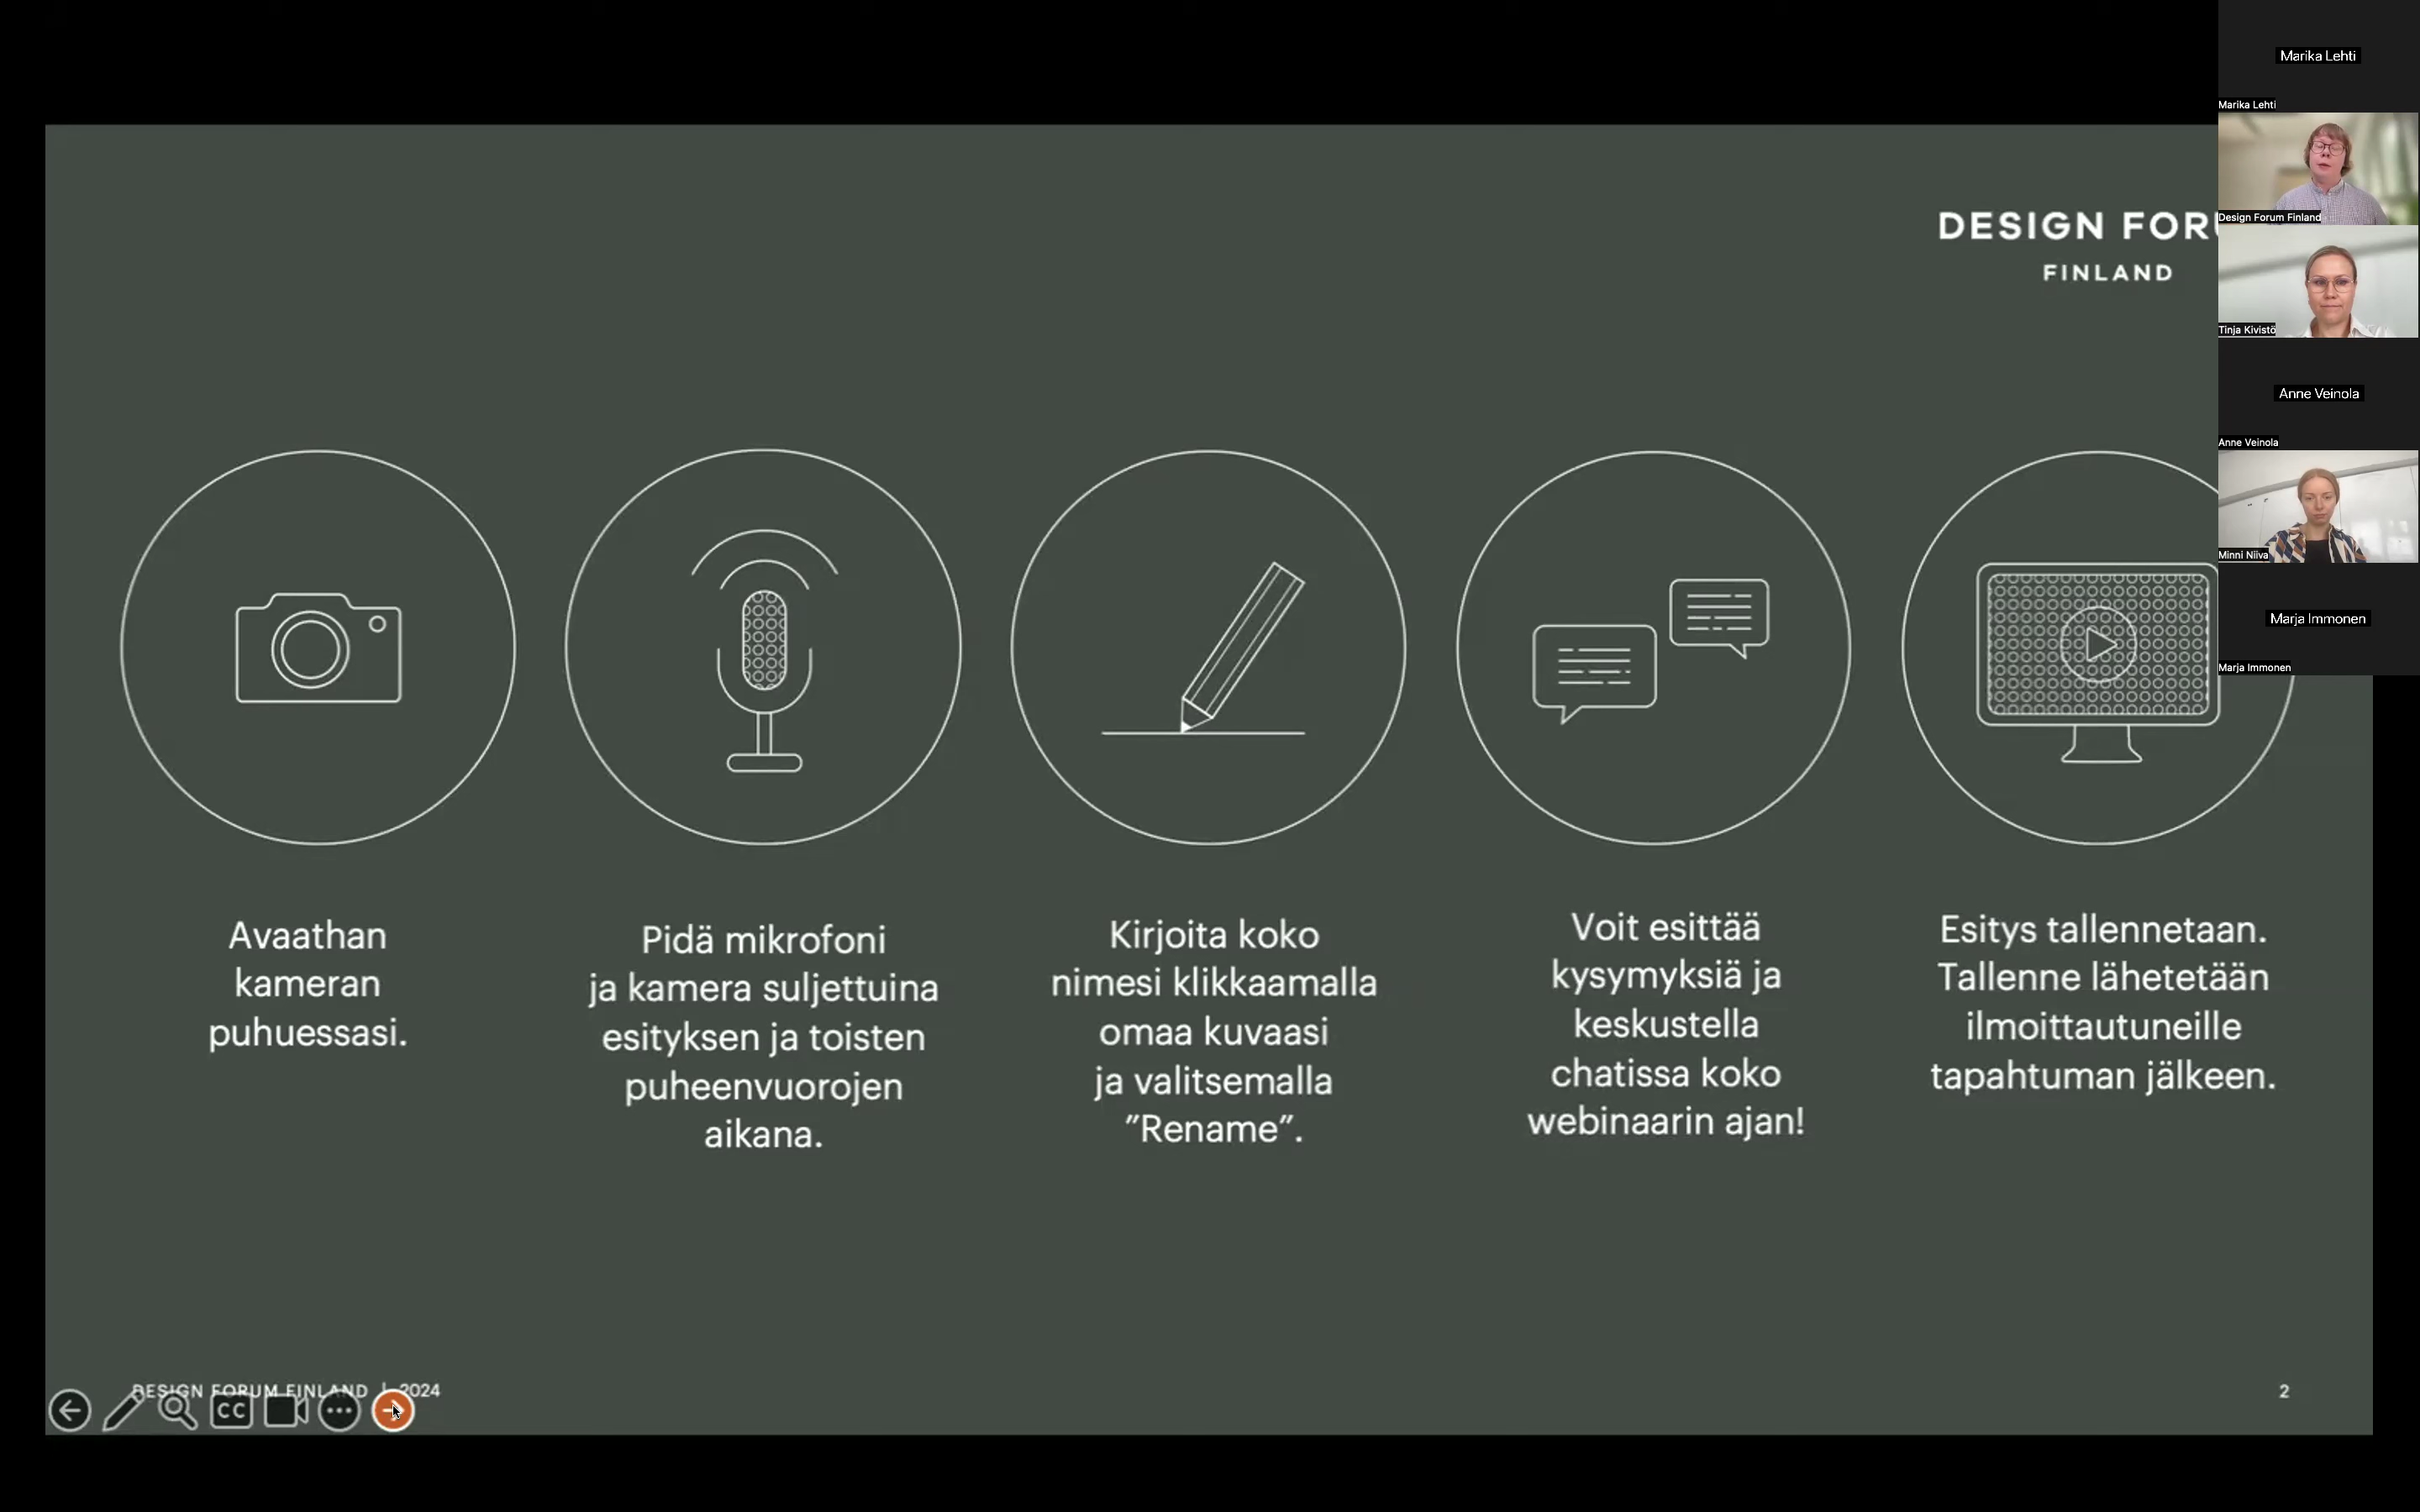 Marika Lehti
Marika Lehti
Design Forum Finland
Tinja Kivistö
Anne Veinola
Anne Veinola
Minni Niiva
Marja Immonen
Marja Immonen
DESIGN FORU
FINLAND
Avaathan
kameran
puhuessasi.
Pidä mikrofoni
ja kamera suljettuina
esityksen ja toisten
puheenvuorojen
aikana.
Kirjoita koko
nimesi klikkaamalla
omaa kuvaasi
ja valitsemalla
”Rename”.
Voit esittää
kysymyksiä ja
keskustella
chatissa koko
webinaarin ajan!
Esitys tallennetaan.
Tallenne lähetetään
ilmoittautuneille
tapahtuman jälkeen.
DESIGN FORUM FINLAND | 2024
CC
2